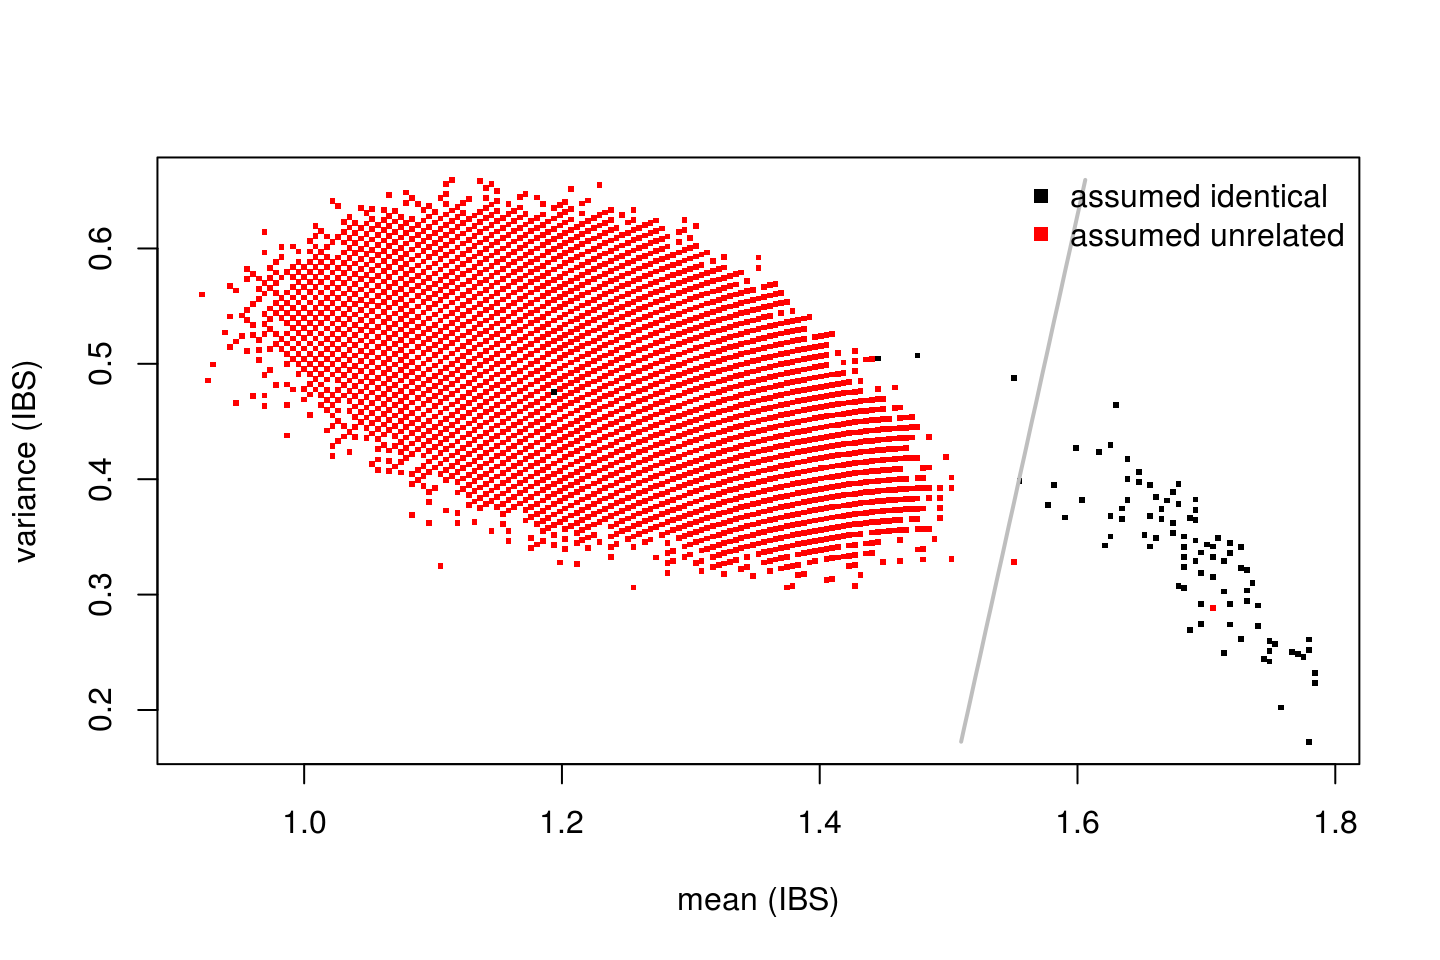 assumed identical
assumed unrelated
variance (IBS)
0.6
0.5
0.4
0.3
0.2
1.0
1.2
1.4
1.6
1.8
mean (IBS)